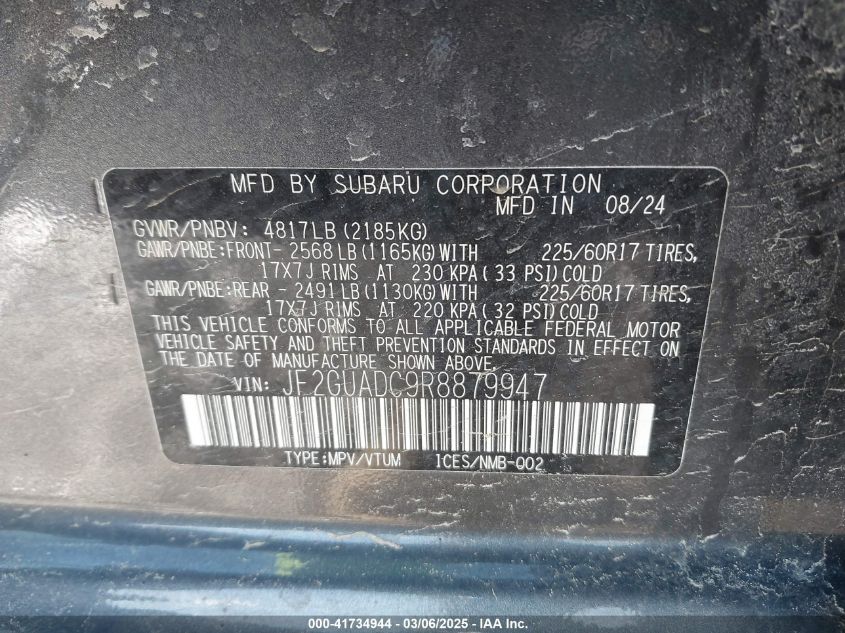 MFD BY SUBARU CORPORATION
MFD IN 08/24
GVWR/PNBV: 4817LB (2185KG)
GAWR/PNBE:FRONT- 2568 LB (1165KG) WITH 225/60R17 TIRES,
17X7J RIMS AT 230 KPA ( 33 PSI) COLD
GAWR/PNBE:REAR - 2491 LB (1130KG) WITH 225/60R17 TIRES,
17X7J RIMS AT 220 KPA ( 32 PSI) COLD
THIS VEHICLE CONFORMS TO ALL APPLICABLE FEDERAL MOTOR
VEHICLE SAFETY AND THEFT PREVENTION STANDARDS IN EFFECT ON
THE DATE OF MANUFACTURE SHOWN ABOVE.
VIN: JF2GUADC9R8879947
TYPE:MPV/VTUM ICES/NMB-002
000-41734944 - 03/06/2025 - IAA Inc.